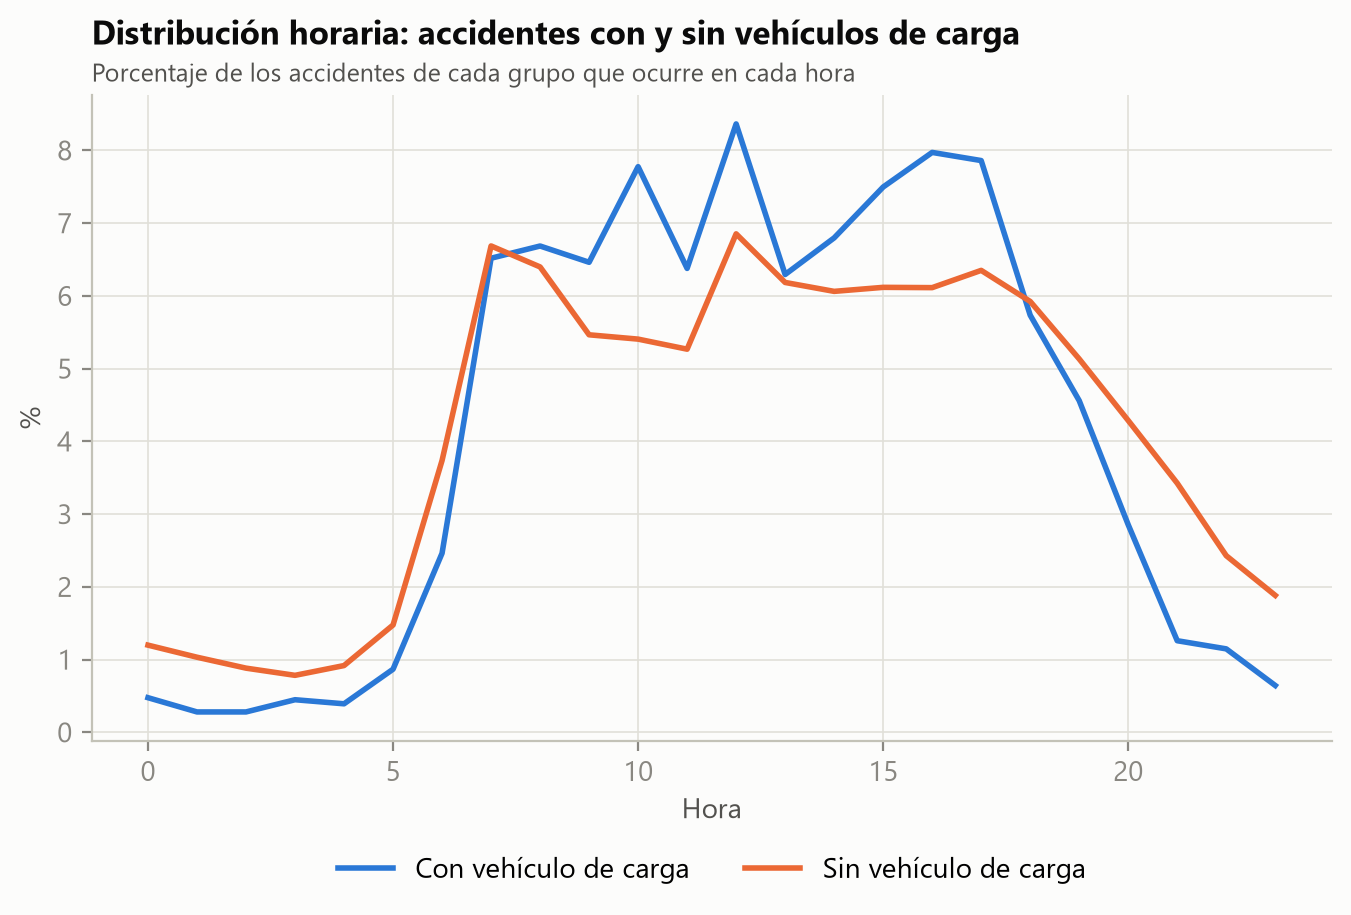 Distribución horaria: accidentes con y sin vehículos de carga
Porcentaje de los accidentes de cada grupo que ocurre en cada hora
8
7
6
5
4
3
2
1
0
%
0 5 10 15 20
Hora
Con vehículo de carga Sin vehículo de carga